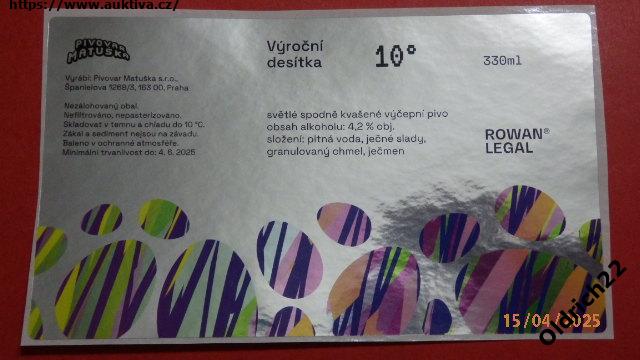 https://www.auktiva.cz/
PIVOVAR
MATUŠKA
Vyrábí: Pivovar Matuška s.r.o.,
Španielova 1269/3, 163 00, Praha
Nezálohovaný obal.
Nefiltrováno, nepasterizováno.
Skladovat v temnu a chladu do 10 °C.
Zákal a sediment nejsou na závadu.
Baleno v ochranné atmosféře.
Minimální trvanlivost do: 4. 6. 2025
Výroční
desítka
10°
330ml
světlé spodně kvašené výčepní pivo
obsah alkoholu: 4,2 % obj.
složení: pitná voda, ječné slady,
granulovaný chmel, ječmen
ROWAN®
LEGAL
15/04/2025
Oldrich22